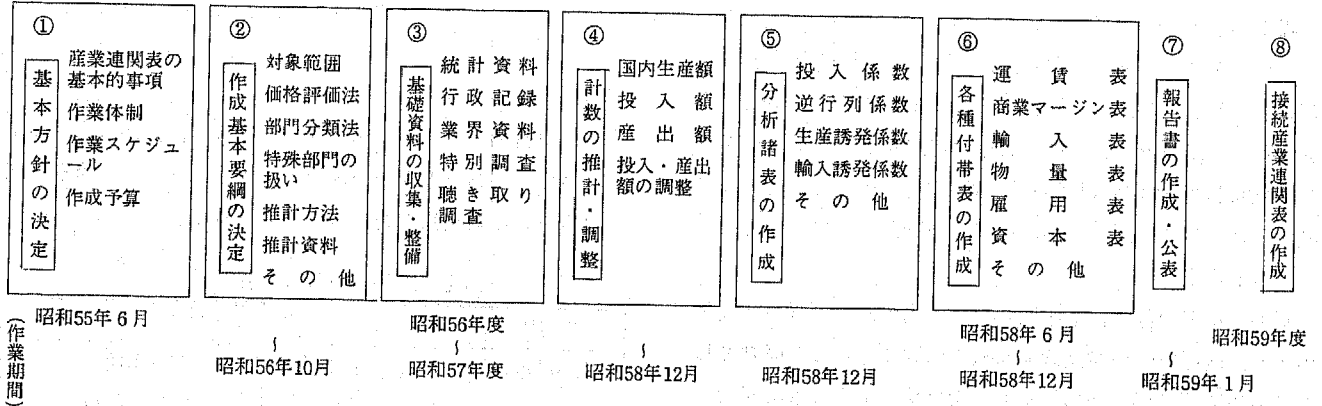 ①
基本方針の決定
産業連関表の
基本的事項
作業体制
作業スケジュ
ール
作成予算
②
作成基本要綱の決定
対象範囲
価格評価法
部門分類法
特殊部門の
扱い
推計方法
推計資料
その他
③
基礎資料の収集・整備
統計資料
行政記録
業界資料
特別調査
聴き取り
調査
④
計数の推計・調整
国内生産額
投入額
産出額
投入・産出
額の調整
⑤
分析諸表の作成
投入係数
逆行列係数
生産誘発係数
輸入誘発係数
その他
⑥
各種付帯表の作成
運賃表
商業マージン表
輸入表
物量表
雇用表
資本表
その他
⑦
報告書の作成・公表
⑧
接続産業連関表の作成
(作業期間)
昭和55年6月
〜
昭和56年10月
昭和56年度
〜
昭和57年度
〜
昭和58年12月
昭和58年12月
昭和58年6月
〜
昭和58年12月
〜
昭和59年1月
昭和59年度